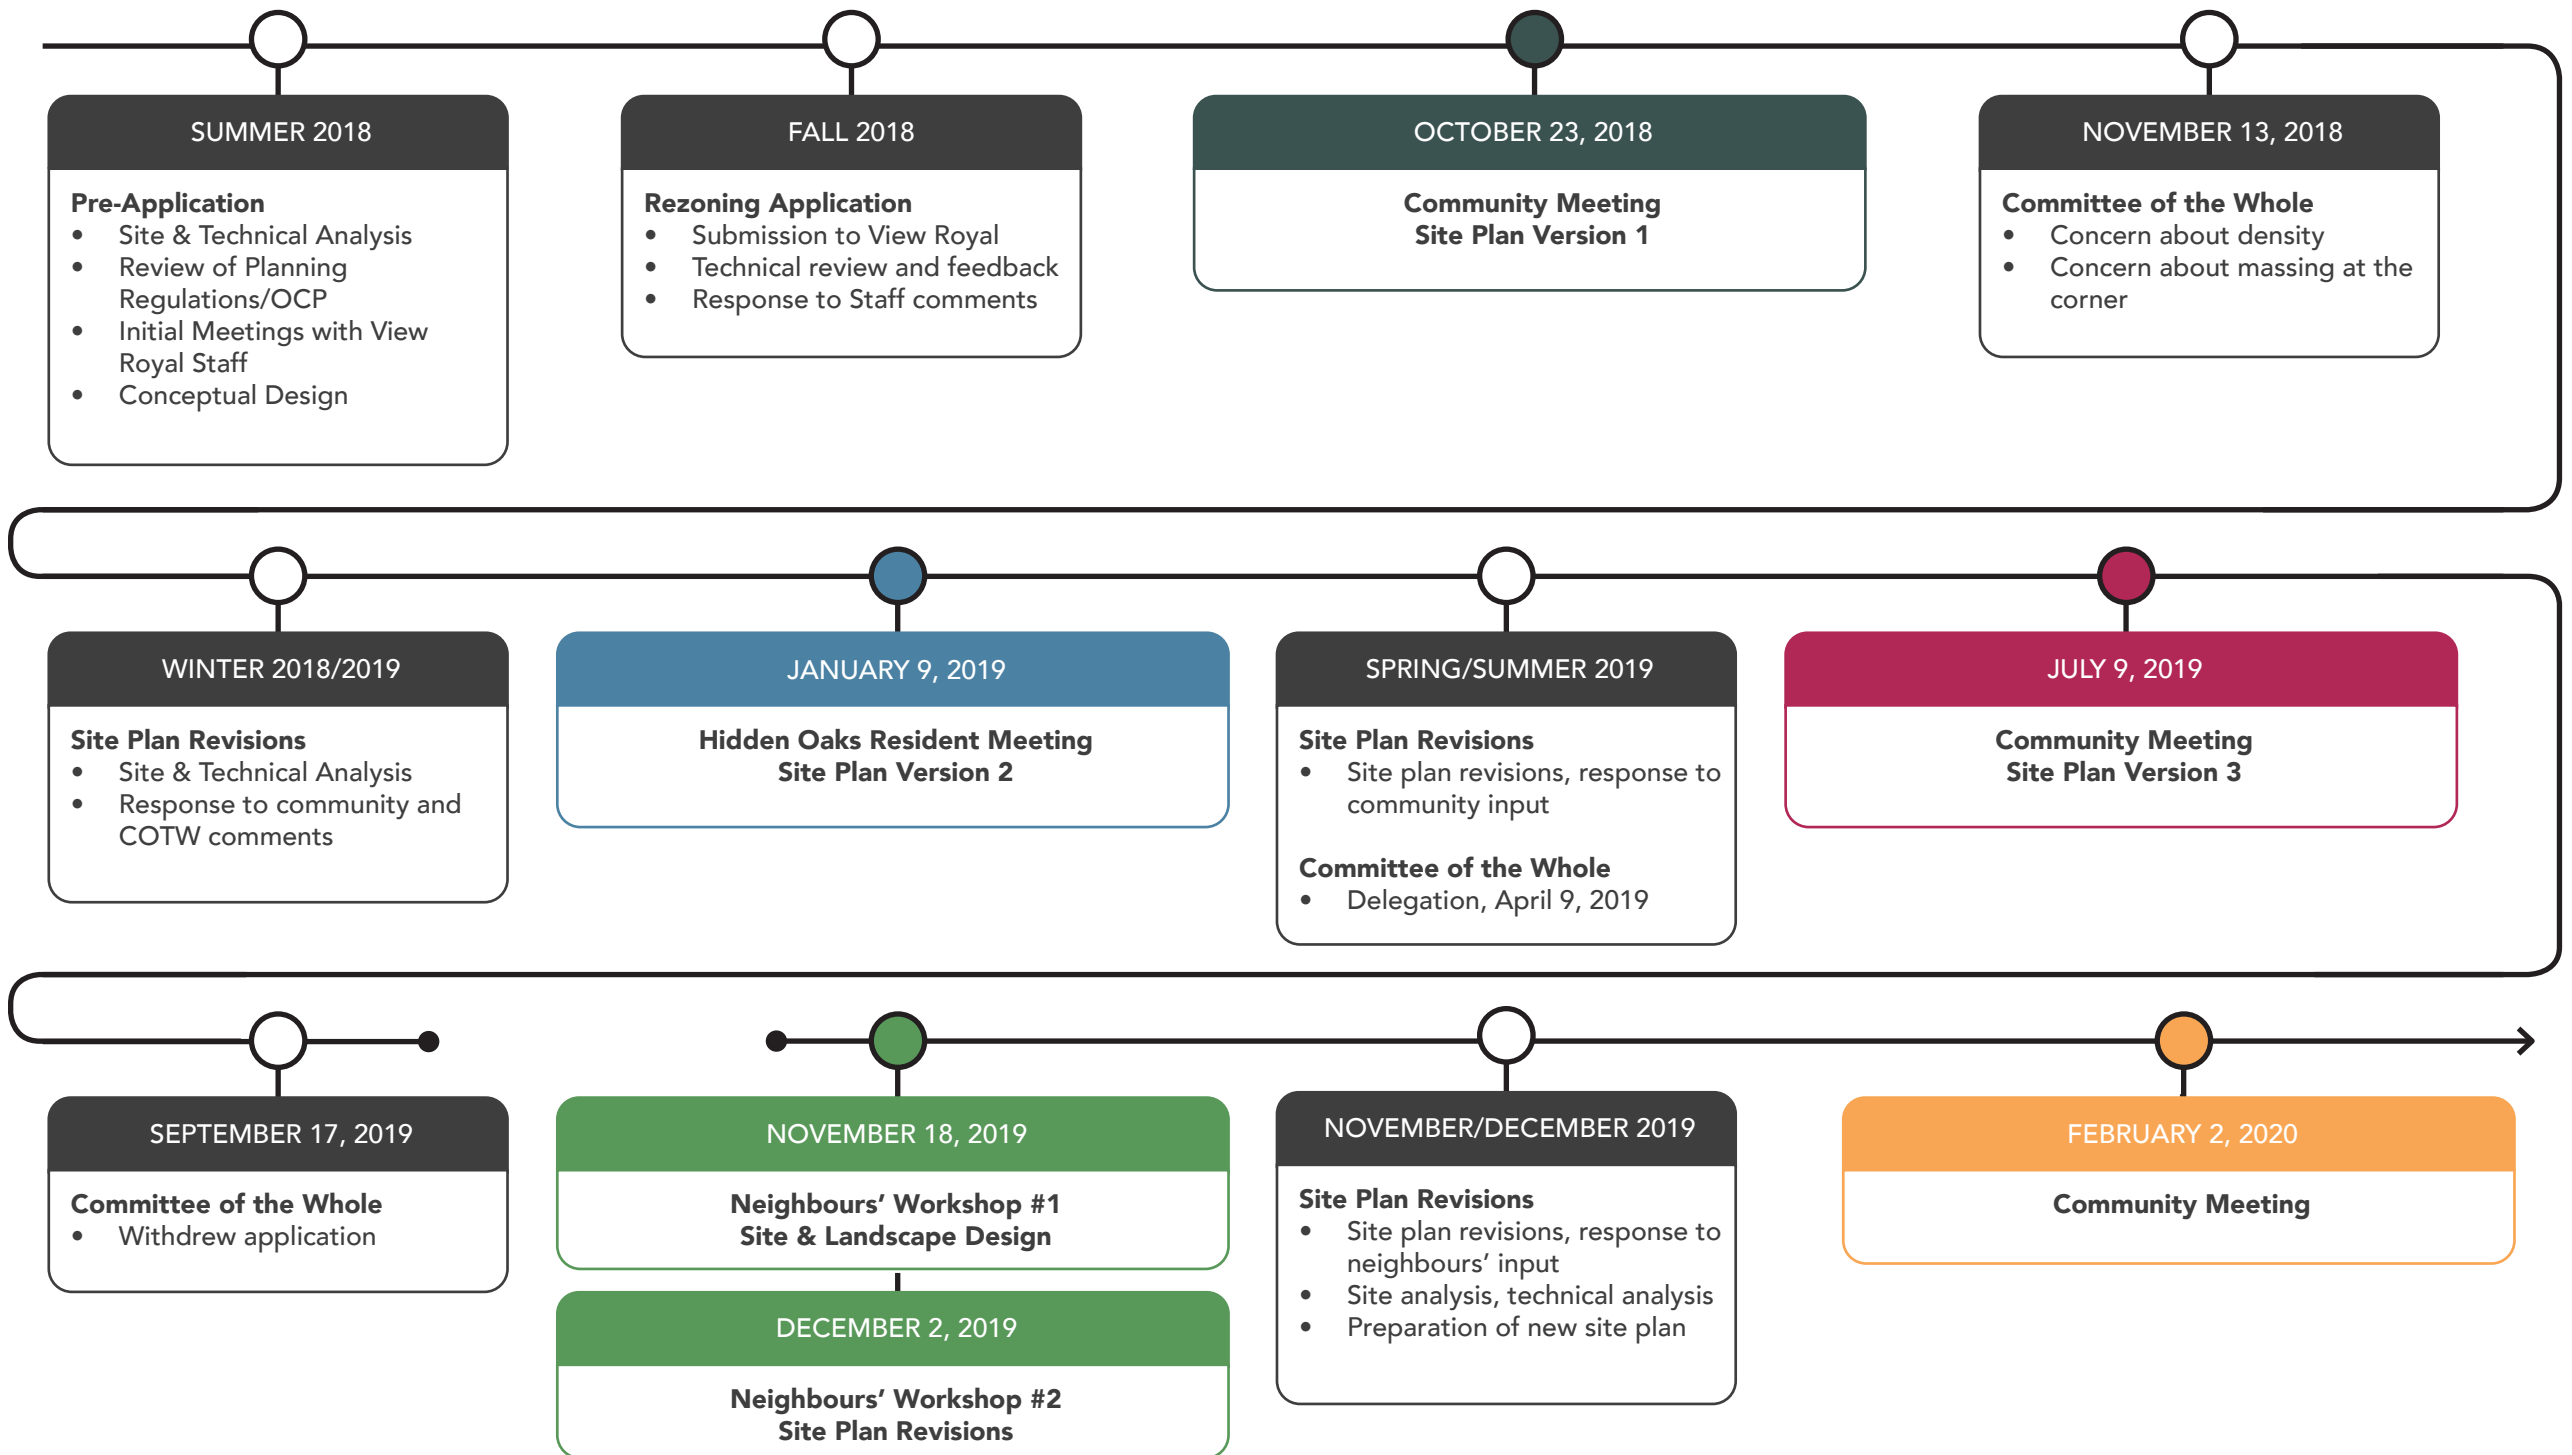 SUMMER 2018
Pre-Application
• Site & Technical Analysis
• Review of Planning
Regulations/OCP
• Initial Meetings with View
Royal Staff
• Conceptual Design
FALL 2018
Rezoning Application
• Submission to View Royal
• Technical review and feedback
• Response to Staff comments
OCTOBER 23, 2018
Community Meeting
Site Plan Version 1
NOVEMBER 13, 2018
Committee of the Whole
• Concern about density
• Concern about massing at the
corner
WINTER 2018/2019
Site Plan Revisions
• Site & Technical Analysis
• Response to community and
COTW comments
JANUARY 9, 2019
Hidden Oaks Resident Meeting
Site Plan Version 2
SPRING/SUMMER 2019
Site Plan Revisions
• Site plan revisions, response to
community input
Committee of the Whole
• Delegation, April 9, 2019
JULY 9, 2019
Community Meeting
Site Plan Version 3
SEPTEMBER 17, 2019
Committee of the Whole
• Withdrew application
NOVEMBER 18, 2019
Neighbours’ Workshop #1
Site & Landscape Design
DECEMBER 2, 2019
Neighbours’ Workshop #2
Site Plan Revisions
NOVEMBER/DECEMBER 2019
Site Plan Revisions
• Site plan revisions, response to
neighbours’ input
• Site analysis, technical analysis
• Preparation of new site plan
FEBRUARY 2, 2020
Community Meeting